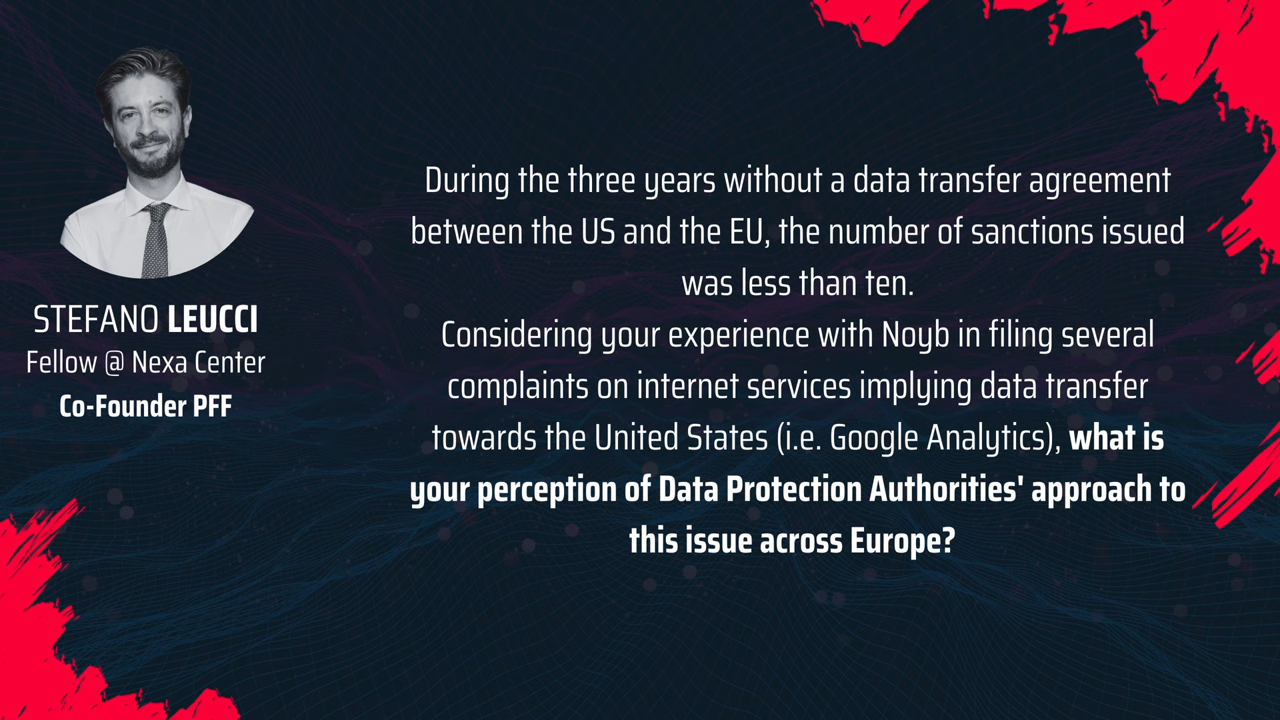 STEFANO LEUCCI
Fellow @ Nexa Center
Co-Founder PFF
During the three years without a data transfer agreement
between the US and the EU, the number of sanctions issued
was less than ten.
Considering your experience with Noyb in filing several
complaints on internet services implying data transfer
towards the United States (i.e. Google Analytics), what is
your perception of Data Protection Authorities' approach to
this issue across Europe?